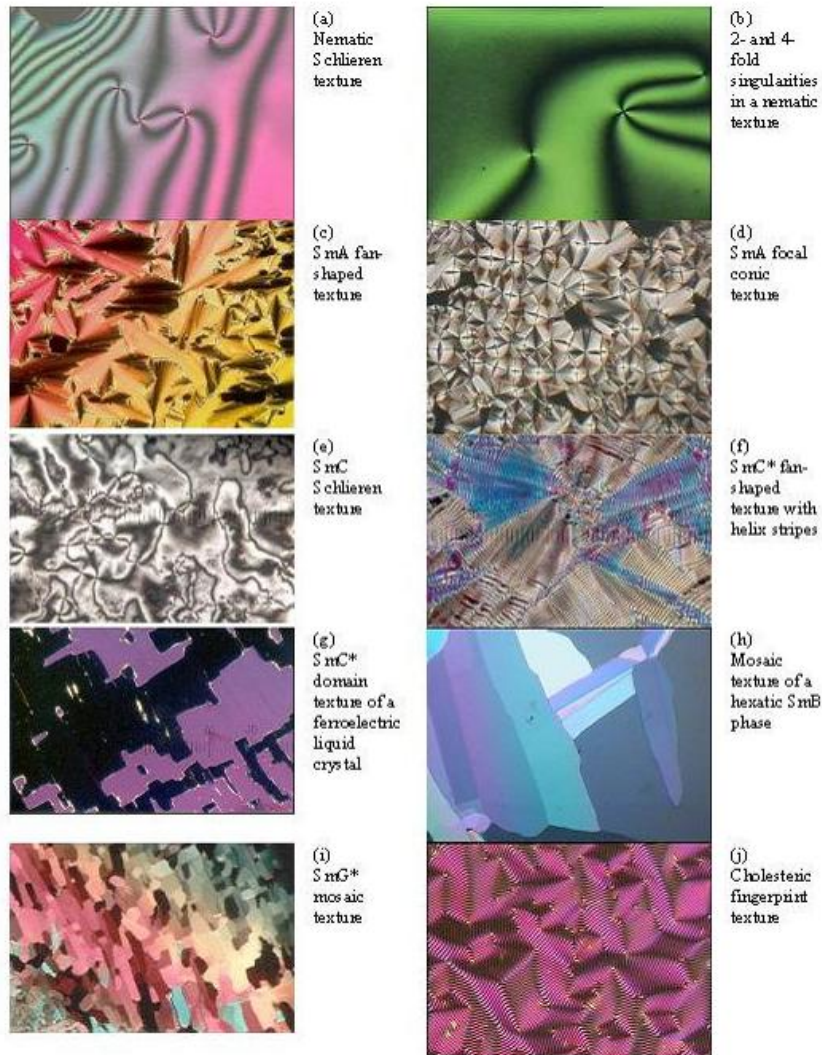 (a)
Nematic
Schlieren
texture
(b)
2- and 4-
fold
singularities
in a nematic
texture
(c)
SmA fan-
shaped
texture
(d)
SmA focal
conic
texture
(e)
SmC
Schlieren
texture
(f)
SmC* fan-
shaped
texture with
helix stripes
(g)
SmC*
domain
texture of a
ferroelectric
liquid
crystal
(h)
Mosaic
texture of a
hexatic SmB
phase
(i)
SmG*
mosaic
texture
(j)
Cholesteric
fingerprint
texture